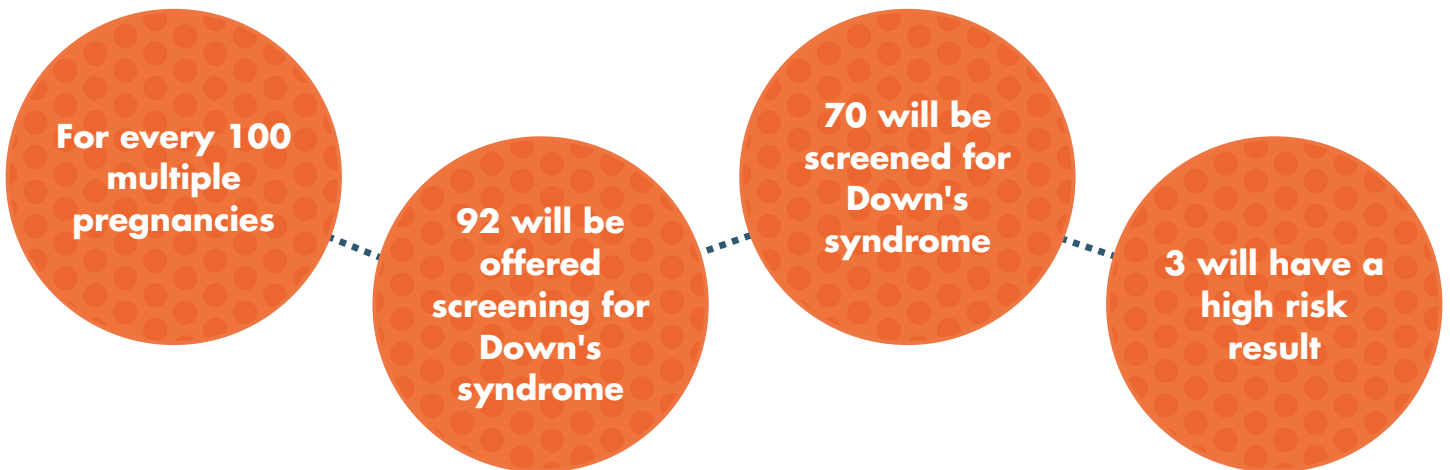 For every 100
multiple
pregnancies
92 will be
offered
screening for
Down's
syndrome
70 will be
screened for
Down's
syndrome
3 will have a
high risk
result